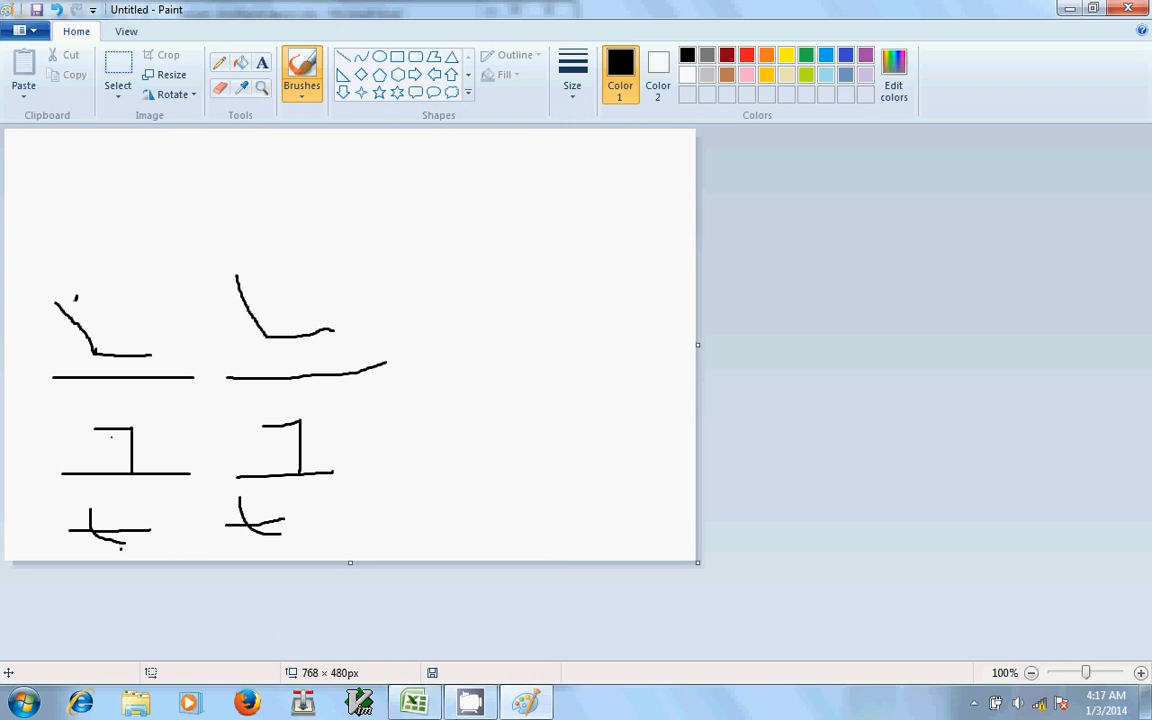 Untitled - Paint
Home View
Paste Cut Copy Select Crop Resize Rotate Brushes Outline Fill Size Color 1 Color 2 Edit colors
Clipboard Image Tools Shapes Colors
768 × 480px 100%
4:17 AM
1/3/2014